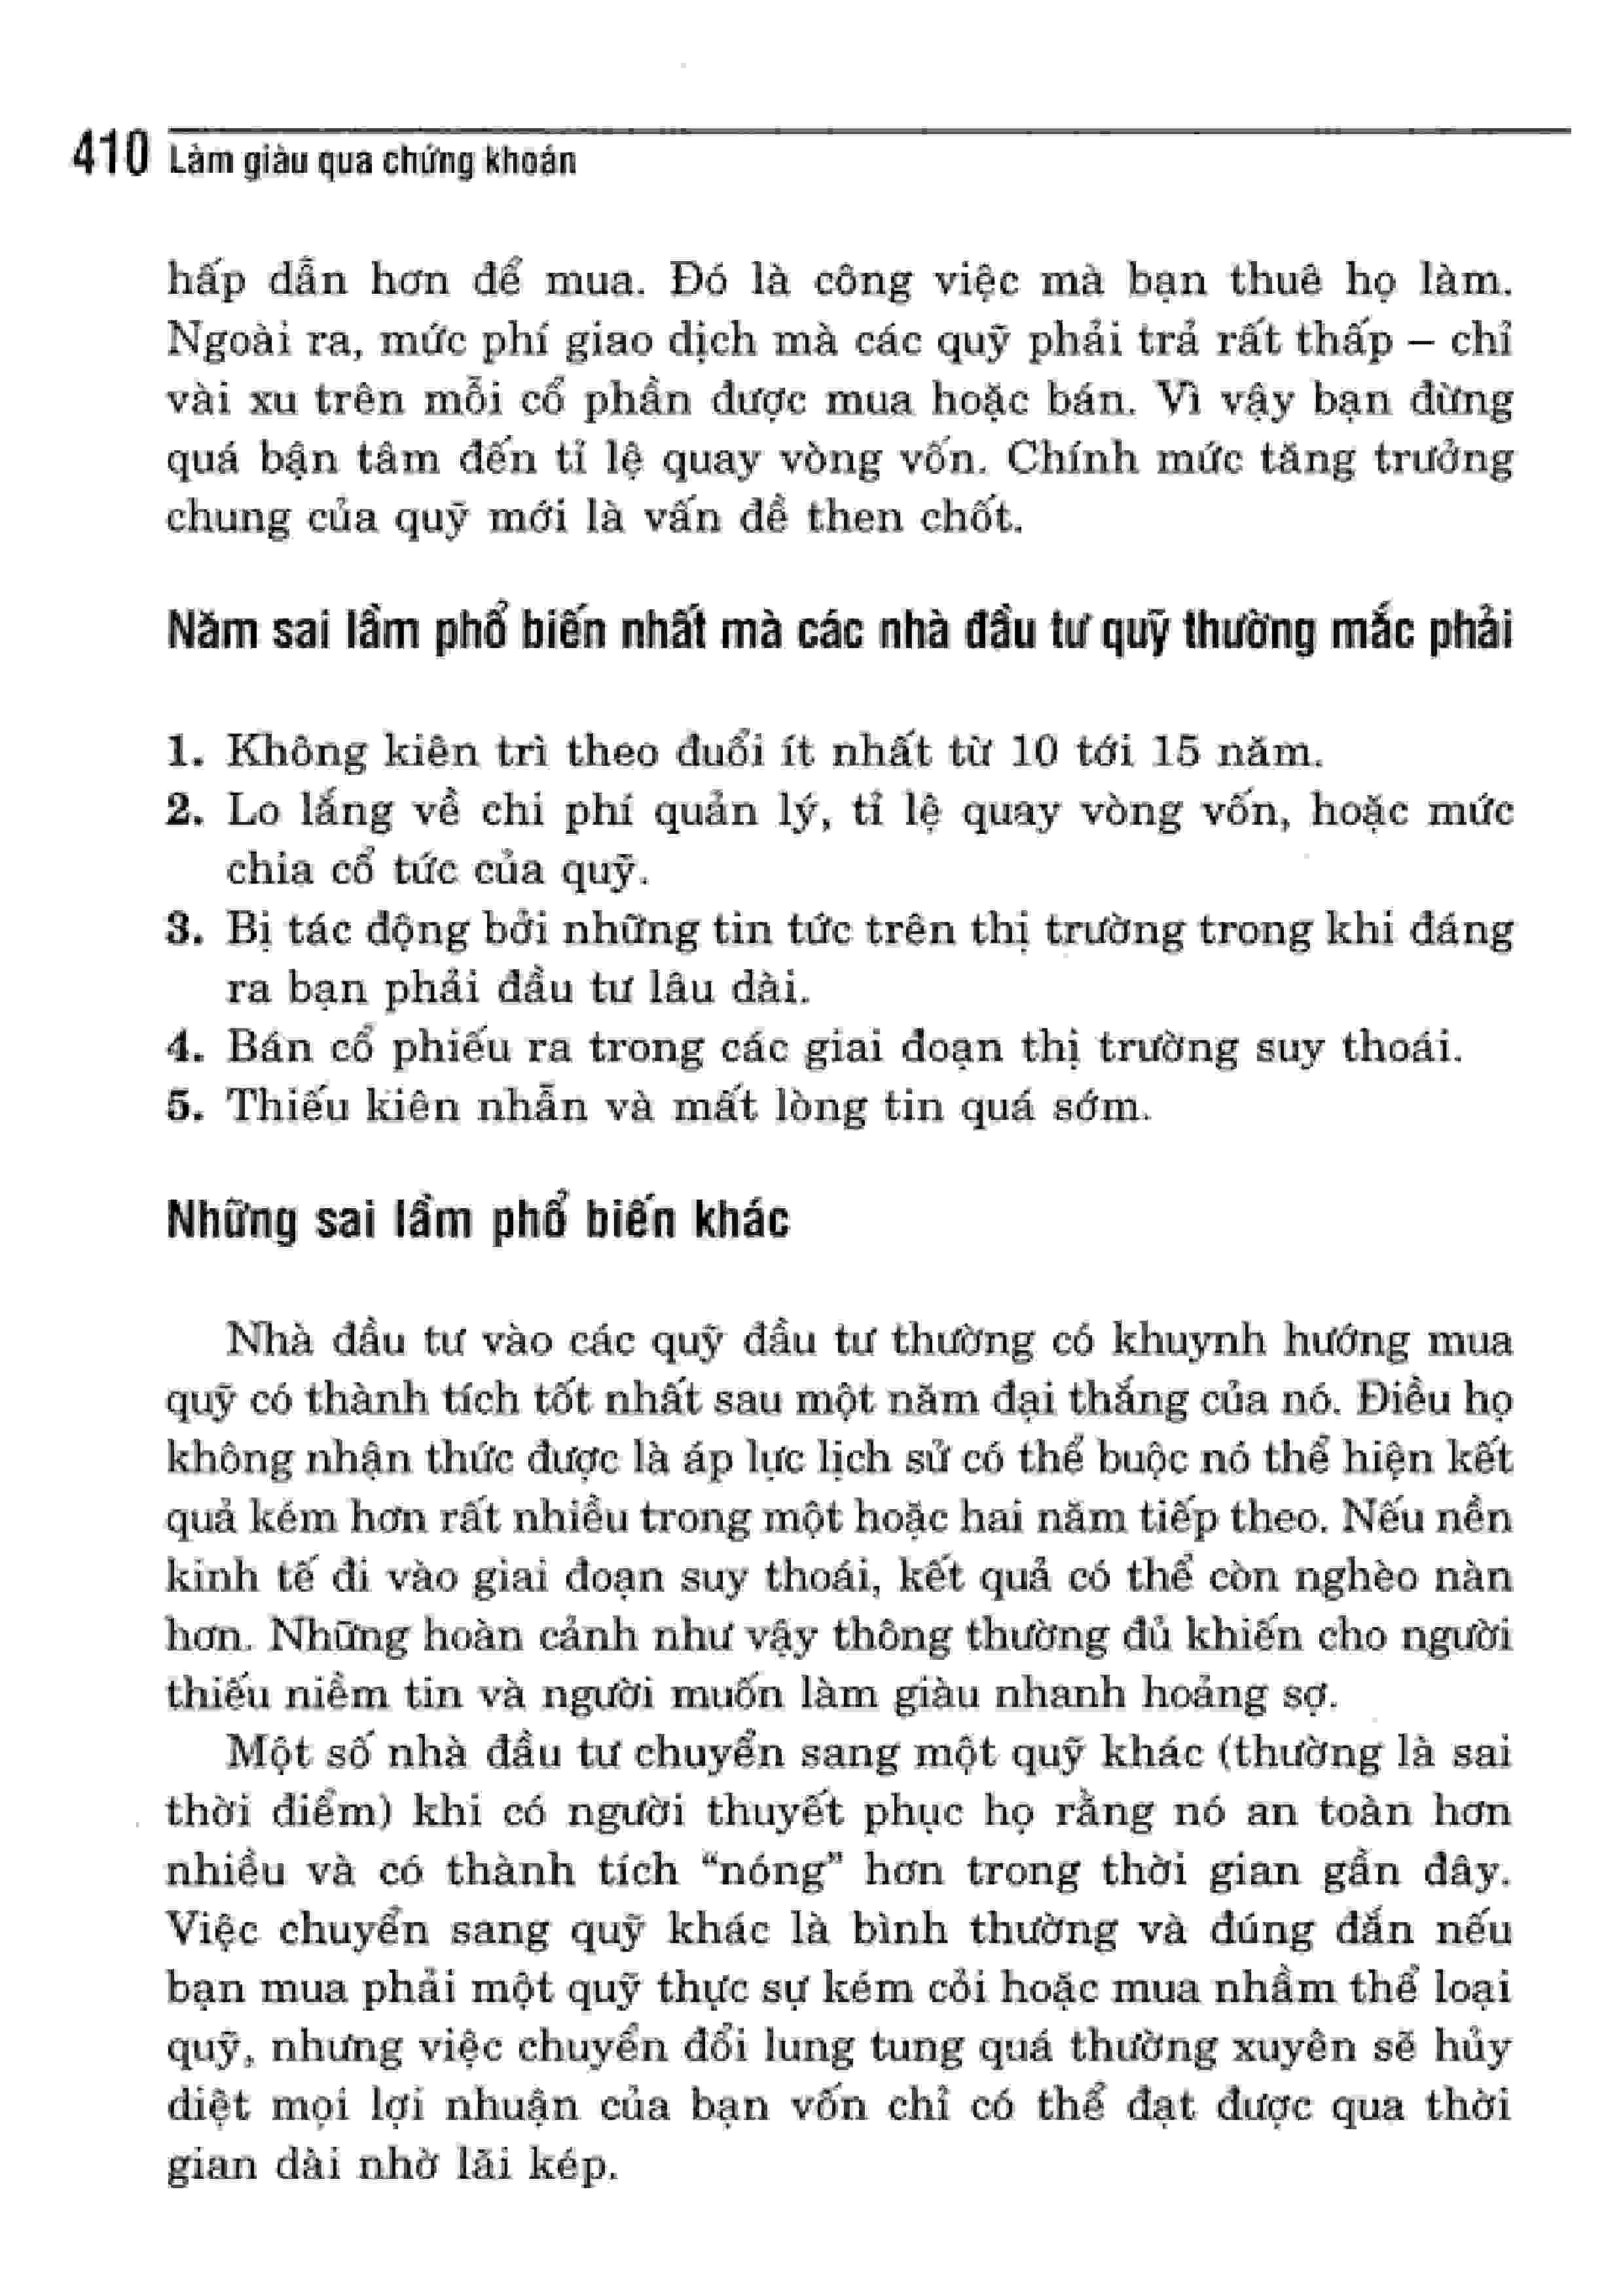 410 Làm giàu qua chứng khoán
hấp dẫn hơn để mua. Đó là công việc mà bạn thuê họ làm.
Ngoài ra, mức phí giao dịch mà các quỹ phải trả rất thấp – chỉ
vài xu trên mỗi cổ phần được mua hoặc bán. Vì vậy bạn đừng
quá bận tâm đến tỉ lệ quay vòng vốn. Chính mức tăng trưởng
chung của quỹ mới là vấn đề then chốt.
Năm sai lầm phổ biến nhất mà các nhà đầu tư quỹ thường mắc phải
1. Không kiên trì theo đuổi ít nhất từ 10 tới 15 năm.
2. Lo lắng về chi phí quản lý, tỉ lệ quay vòng vốn, hoặc mức
chia cổ tức của quỹ.
3. Bị tác động bởi những tin tức trên thị trường trong khi đáng
ra bạn phải đầu tư lâu dài.
4. Bán cổ phiếu ra trong các giai đoạn thị trường suy thoái.
5. Thiếu kiên nhẫn và mất lòng tin quá sớm.
Những sai lầm phổ biến khác
Nhà đầu tư vào các quỹ đầu tư thường có khuynh hướng mua
quỹ có thành tích tốt nhất sau một năm đại thắng của nó. Điều họ
không nhận thức được là áp lực lịch sử có thể buộc nó thể hiện kết
quả kém hơn rất nhiều trong một hoặc hai năm tiếp theo. Nếu nền
kinh tế đi vào giai đoạn suy thoái, kết quả có thể còn nghèo nàn
hơn. Những hoàn cảnh như vậy thông thường đủ khiến cho người
thiếu niềm tin và người muốn làm giàu nhanh hoảng sợ.
Một số nhà đầu tư chuyển sang một quỹ khác (thường là sai
thời điểm) khi có người thuyết phục họ rằng nó an toàn hơn
nhiều và có thành tích “nóng” hơn trong thời gian gần đây.
Việc chuyển sang quỹ khác là bình thường và đúng đắn nếu
bạn mua phải một quỹ thực sự kém cỏi hoặc mua nhầm thể loại
quỹ, nhưng việc chuyển đổi lung tung quá thường xuyên sẽ hủy
diệt mọi lợi nhuận của bạn vốn chỉ có thể đạt được qua thời
gian dài nhờ lãi kép.